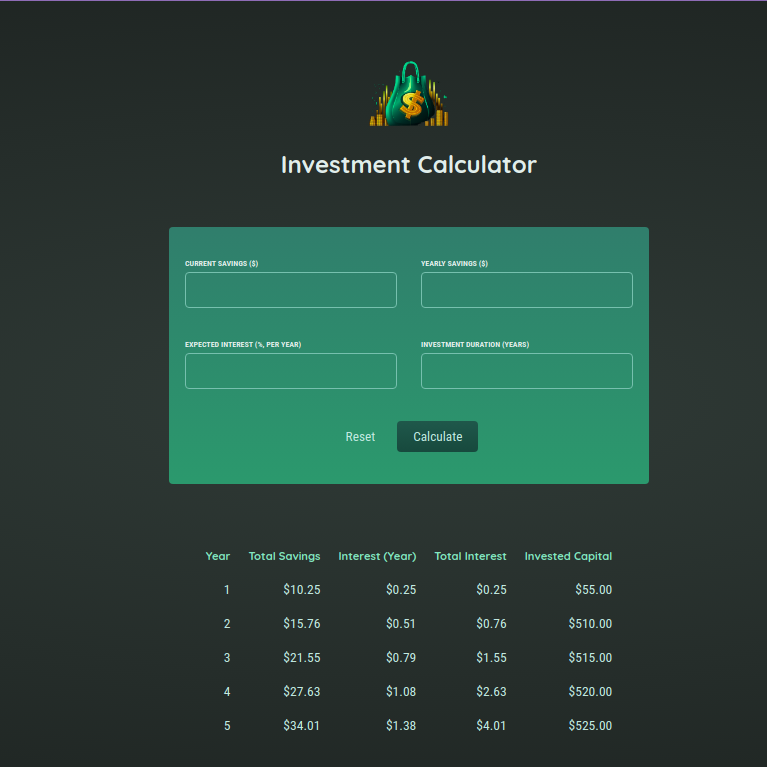 $
Investment Calculator
CURRENT SAVINGS ($) YEARLY SAVINGS ($)
EXPECTED INTEREST (%, PER YEAR) INVESTMENT DURATION (YEARS)
Reset Calculate
Year Total Savings Interest (Year) Total Interest Invested Capital
1 $10.25 $0.25 $0.25 $55.00
2 $15.76 $0.51 $0.76 $510.00
3 $21.55 $0.79 $1.55 $515.00
4 $27.63 $1.08 $2.63 $520.00
5 $34.01 $1.38 $4.01 $525.00